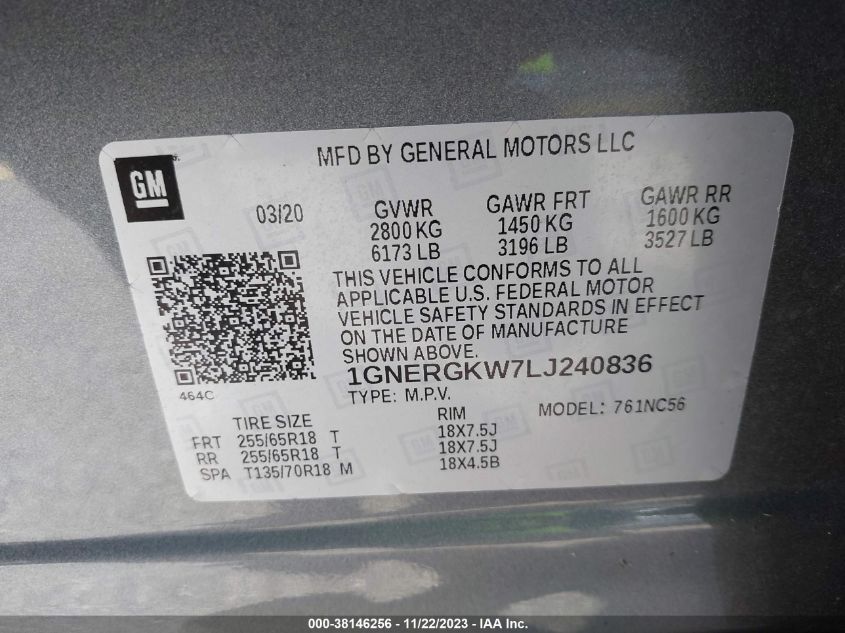 MFD BY GENERAL MOTORS LLC
GM
03/20 GVWR GAWR FRT GAWR RR
2800 KG 1450 KG 1600 KG
6173 LB 3196 LB 3527 LB
THIS VEHICLE CONFORMS TO ALL
APPLICABLE U.S. FEDERAL MOTOR
VEHICLE SAFETY STANDARDS IN EFFECT
ON THE DATE OF MANUFACTURE
SHOWN ABOVE.
1GNERGKW7LJ240836
464C
TYPE: M.P.V. MODEL: 761NC56
TIRE SIZE RIM
FRT 255/65R18 T 18X7.5J
RR 255/65R18 T 18X7.5J
SPA T135/70R18 M 18X4.5B
000-38146256 - 11/22/2023 - IAA Inc.